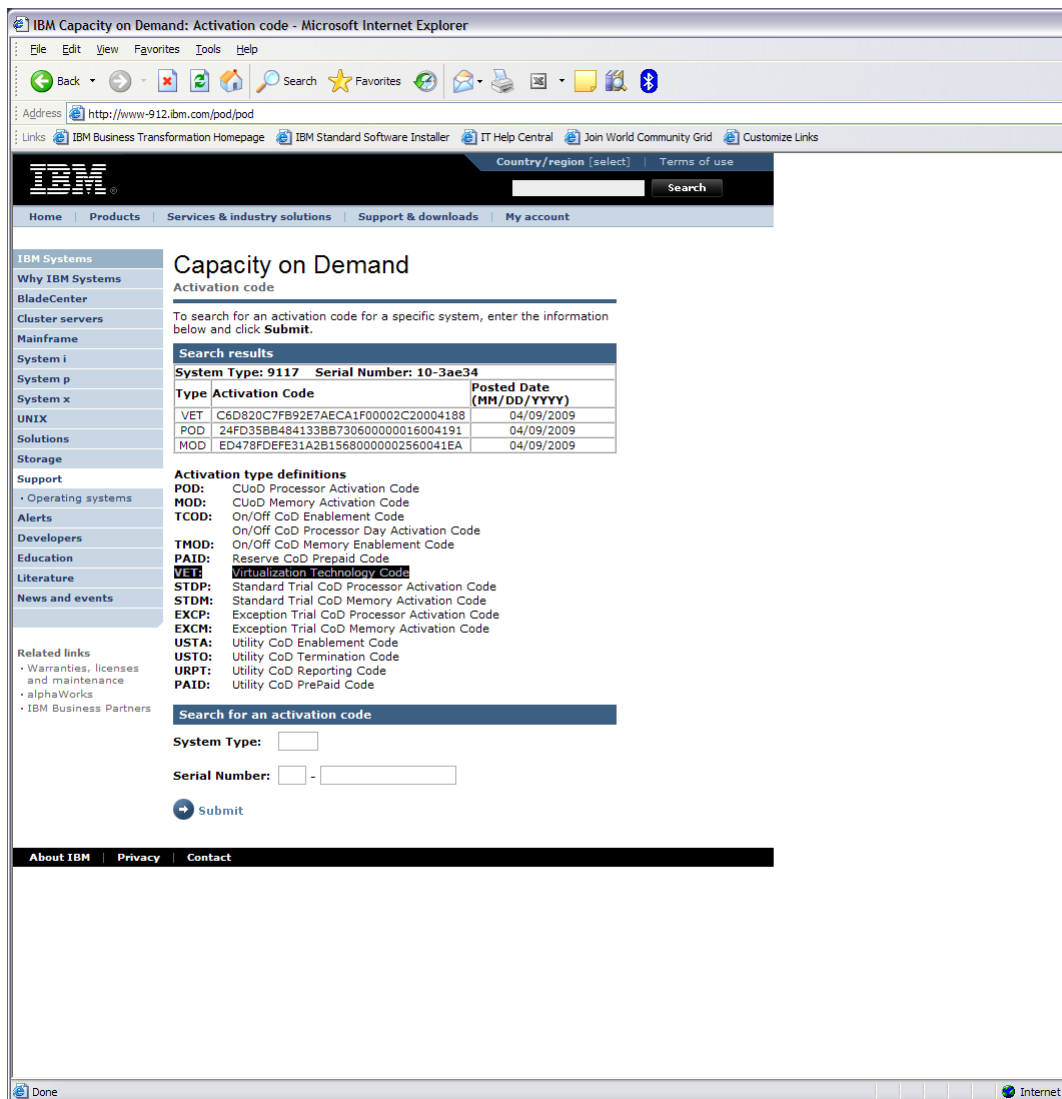 IBM Capacity on Demand: Activation code - Microsoft Internet Explorer
File Edit View Favorites Tools Help
Back Search Favorites
Address http://www-912.ibm.com/pod/pod
Links IBM Business Transformation Homepage IBM Standard Software Installer IT Help Central Join World Community Grid Customize Links
Country/region [select] | Terms of use
IBM®
Search
Home | Products | Services & industry solutions | Support & downloads | My account
IBM Systems
Why IBM Systems
BladeCenter
Cluster servers
Mainframe
System i
System p
System x
UNIX
Solutions
Storage
Support
· Operating systems
Alerts
Developers
Education
Literature
News and events
Related links
· Warranties, licenses
and maintenance
· alphaWorks
· IBM Business Partners
Capacity on Demand
Activation code
To search for an activation code for a specific system, enter the information
below and click Submit.
Search results
System Type: 9117 Serial Number: 10-3ae34
Type Activation Code Posted Date
(MM/DD/YYYY)
VET C6D820C7FB92E7AECA1F00002C20004188 04/09/2009
POD 24FD35BB484133BB730600000016004191 04/09/2009
MOD ED478FDEFE31A2B15680000002560041EA 04/09/2009
Activation type definitions
POD: CUoD Processor Activation Code
MOD: CUoD Memory Activation Code
TCOD: On/Off CoD Enablement Code
On/Off CoD Processor Day Activation Code
TMOD: On/Off CoD Memory Enablement Code
PAID: Reserve CoD Prepaid Code
VET: Virtualization Technology Code
STDP: Standard Trial CoD Processor Activation Code
STDM: Standard Trial CoD Memory Activation Code
EXCP: Exception Trial CoD Processor Activation Code
EXCM: Exception Trial CoD Memory Activation Code
USTA: Utility CoD Enablement Code
USTO: Utility CoD Termination Code
URPT: Utility CoD Reporting Code
PAID: Utility CoD PrePaid Code
Search for an activation code
System Type:
Serial Number: -
Submit
About IBM | Privacy | Contact
Done Internet